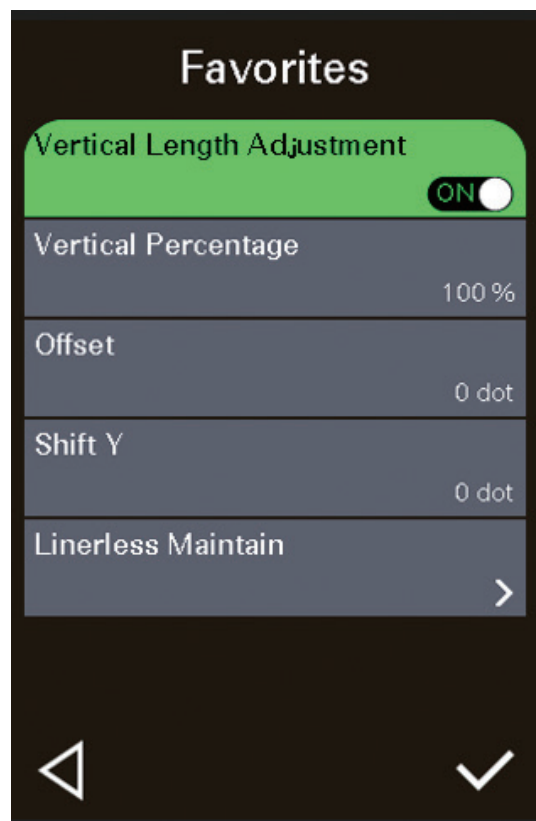 Favorites
Vertical Length Adjustment
ON
Vertical Percentage
100 %
Offset
0 dot
Shift Y
0 dot
Linerless Maintain